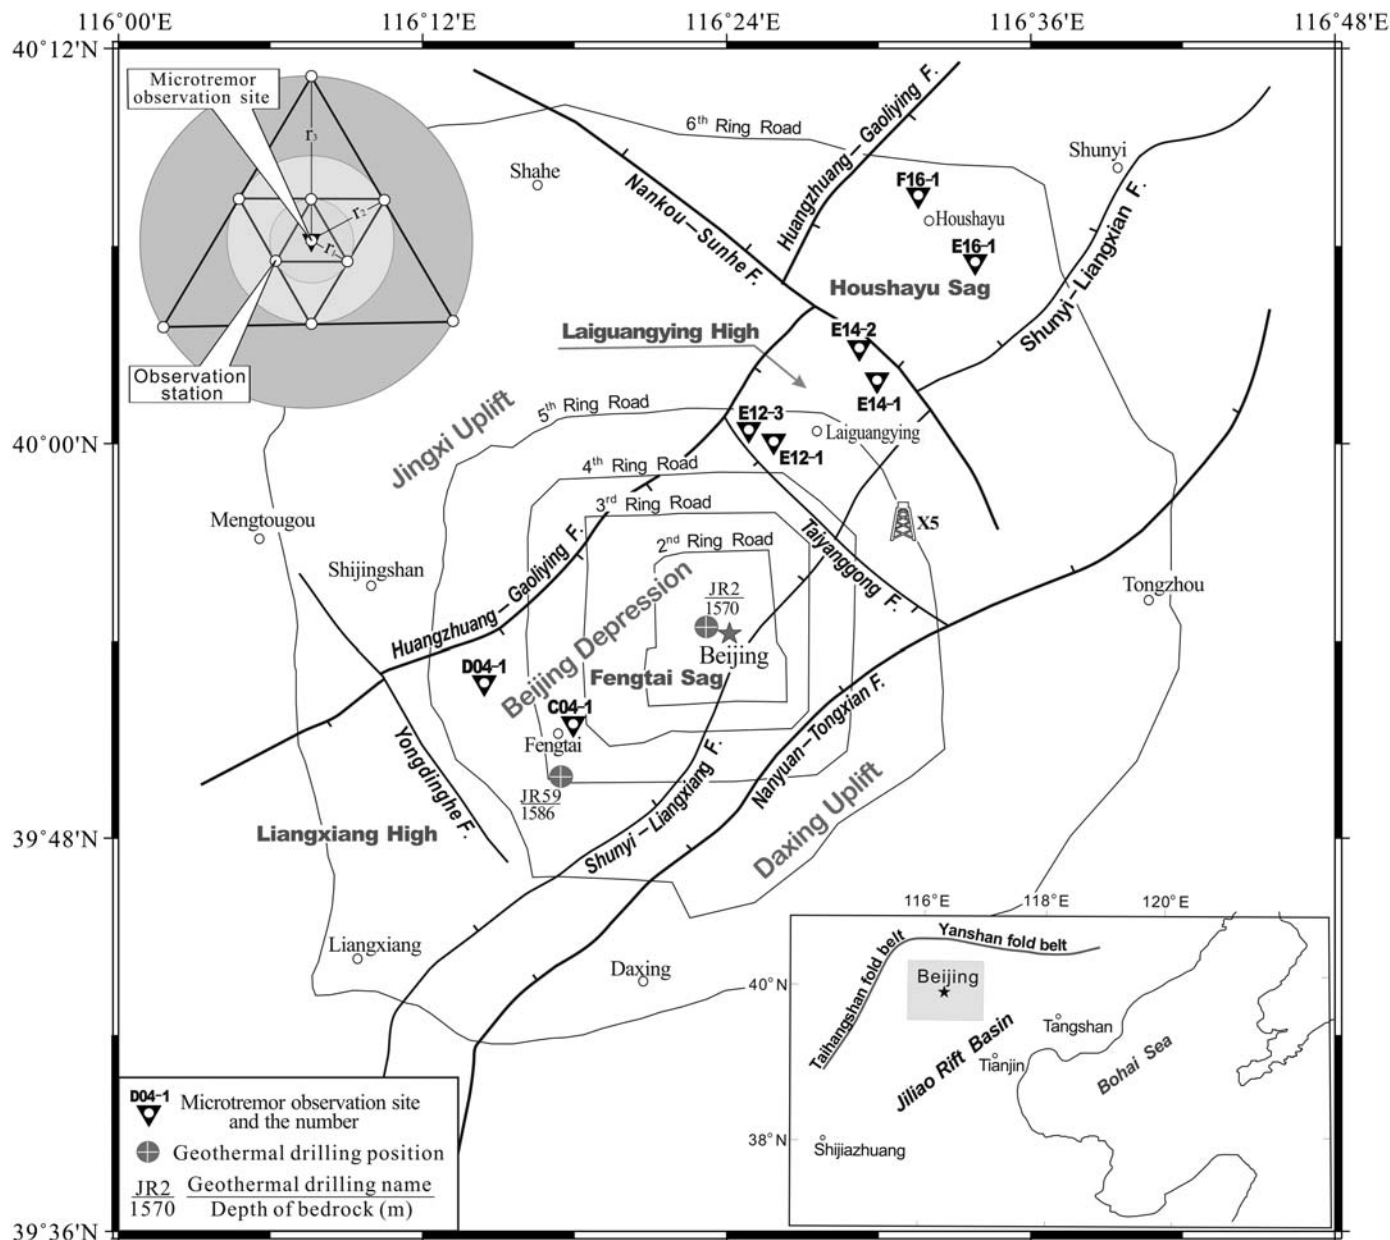 116°00'E
116°12'E
116°24'E
116°36'E
116°48'E
40°12'N
40°00'N
39°48'N
39°36'N
Microtremor
observation site
r₃
r₂
r₁
Observation
station
6th Ring Road
Shahe
Nankou–Sunhe F.
Huangzhuang–Gaoliying F.
Shunyi
F16-1
Houshayu
E16-1
Houshayu Sag
Shunyi–Liangxian F.
Laiguangying High
E14-2
E14-1
Jingxi Uplift
5th Ring Road
E12-3
E12-1
Laiguangying
4th Ring Road
3rd Ring Road
2nd Ring Road
X5
Taiyanggong F.
Mengtougou
Shijingshan
Huangzhuang–Gaoliying F.
Beijing Depression
JR2
1570
Beijing
Tongzhou
D04-1
Fengtai Sag
C04-1
Fengtai
JR59
1586
Yongdinghe F.
Liangxiang High
Shunyi–Liangxiang F.
Nanyuan–Tongxian F.
Daxing Uplift
Liangxiang
Daxing
D04-1
Microtremor observation site
and the number
Geothermal drilling position
JR2
1570
Geothermal drilling name
Depth of bedrock (m)
116°E
118°E
120°E
40°N
38°N
Taihangshan fold belt
Yanshan fold belt
Beijing
Jiliao Rift Basin
Tangshan
Tianjin
Bohai Sea
Shijiazhuang